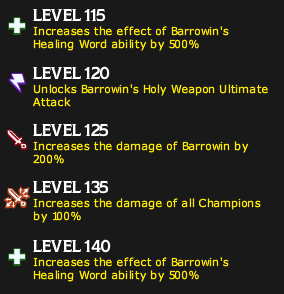 LEVEL 115
Increases the effect of Barrowin's
Healing Word ability by 500%
LEVEL 120
Unlocks Barrowin's Holy Weapon Ultimate
Attack
LEVEL 125
Increases the damage of Barrowin by
200%
LEVEL 135
Increases the damage of all Champions
by 100%
LEVEL 140
Increases the effect of Barrowin's
Healing Word ability by 500%